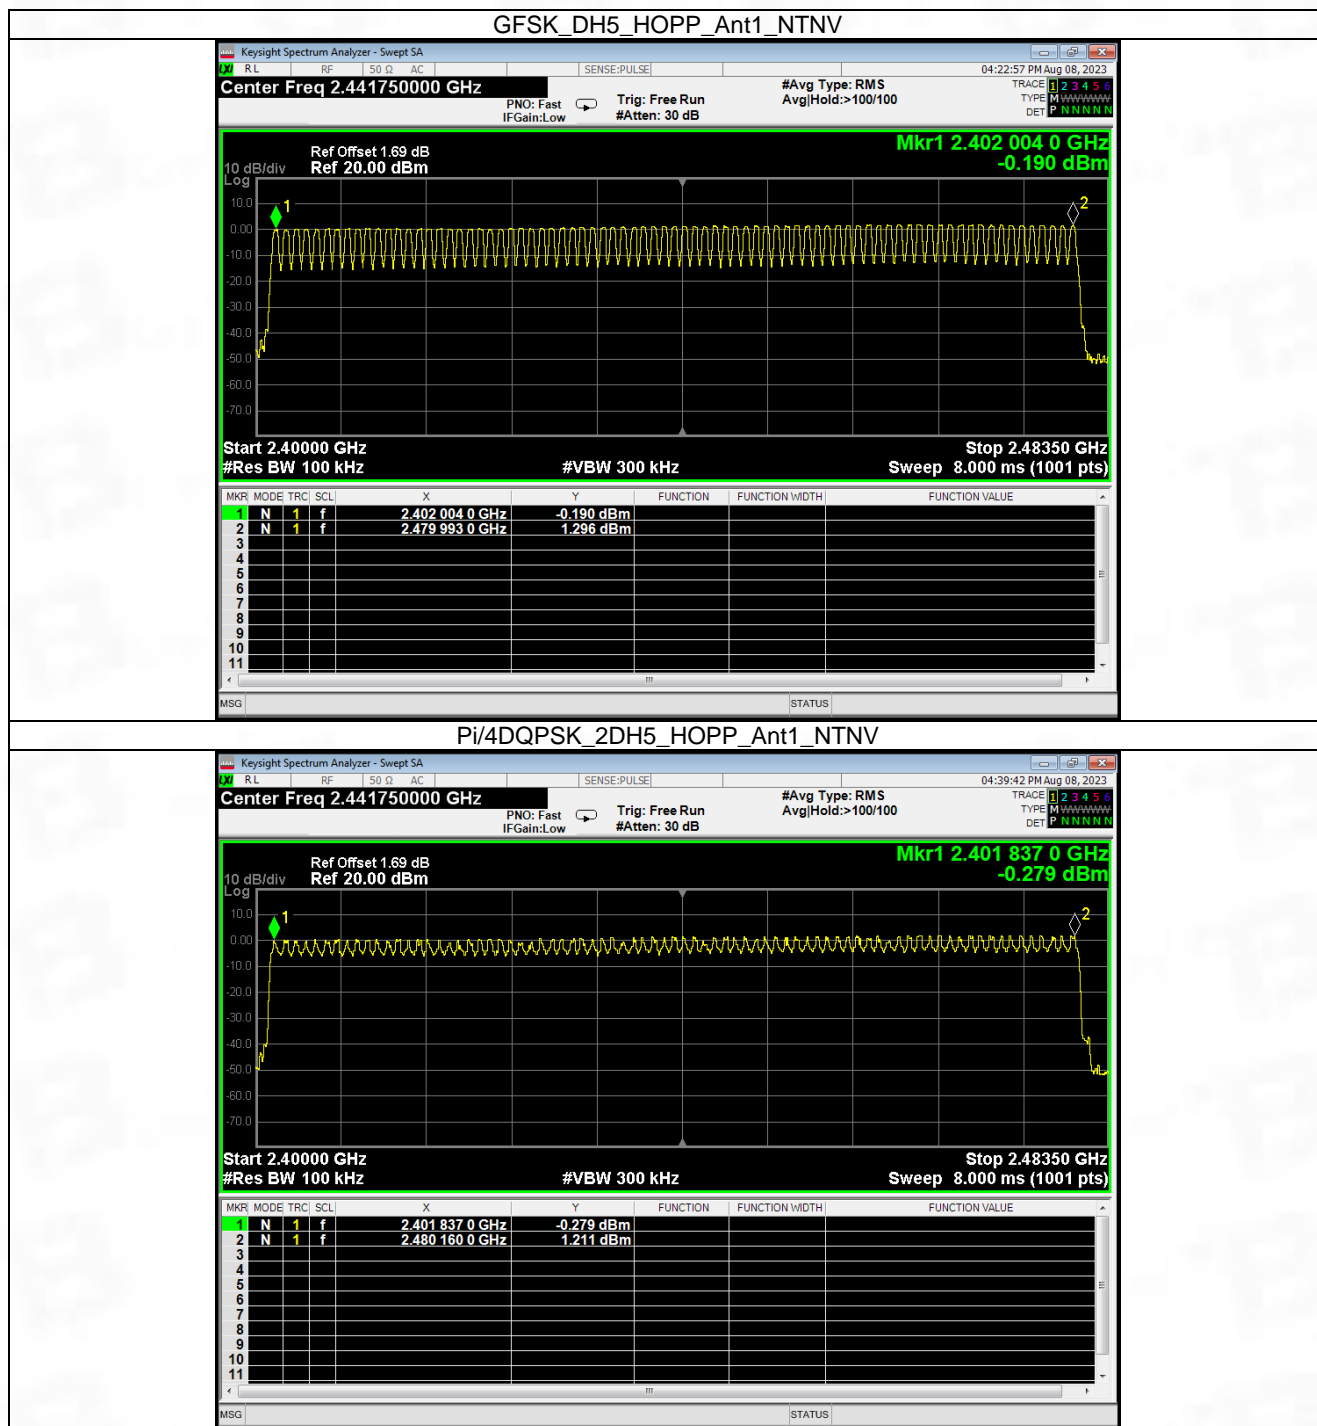 GFSK_DH5_HOPP_Ant1_NTNV
Keysight Spectrum Analyzer - Swept SA
LXI RL RF 50 Ω AC SENSE:PULSE 04:22:57 PM Aug 08, 2023
Center Freq 2.441750000 GHz
PNO: Fast
IFGain:Low
Trig: Free Run
#Atten: 30 dB
#Avg Type: RMS
Avg|Hold:>100/100
TRACE 1 2 3 4 5 6
TYPE M WWWWW
DET P N N N N N
Mkr1 2.402 004 0 GHz
-0.190 dBm
Ref Offset 1.69 dB
10 dB/div Ref 20.00 dBm
Log
10.0
0.00
-10.0
-20.0
-30.0
-40.0
-50.0
-60.0
-70.0
1
2
Start 2.40000 GHz Stop 2.48350 GHz
#Res BW 100 kHz #VBW 300 kHz Sweep 8.000 ms (1001 pts)
MKR MODE TRC SCL X Y FUNCTION FUNCTION WIDTH FUNCTION VALUE
1 N 1 f 2.402 004 0 GHz -0.190 dBm
2 N 1 f 2.479 993 0 GHz 1.296 dBm
3
4
5
6
7
8
9
10
11
MSG STATUS
Pi/4DQPSK_2DH5_HOPP_Ant1_NTNV
Keysight Spectrum Analyzer - Swept SA
LXI RL RF 50 Ω AC SENSE:PULSE 04:39:42 PM Aug 08, 2023
Center Freq 2.441750000 GHz
PNO: Fast
IFGain:Low
Trig: Free Run
#Atten: 30 dB
#Avg Type: RMS
Avg|Hold:>100/100
TRACE 1 2 3 4 5 6
TYPE M WWWWW
DET P N N N N N
Mkr1 2.401 837 0 GHz
-0.279 dBm
Ref Offset 1.69 dB
10 dB/div Ref 20.00 dBm
Log
10.0
0.00
-10.0
-20.0
-30.0
-40.0
-50.0
-60.0
-70.0
1
2
Start 2.40000 GHz Stop 2.48350 GHz
#Res BW 100 kHz #VBW 300 kHz Sweep 8.000 ms (1001 pts)
MKR MODE TRC SCL X Y FUNCTION FUNCTION WIDTH FUNCTION VALUE
1 N 1 f 2.401 837 0 GHz -0.279 dBm
2 N 1 f 2.480 160 0 GHz 1.211 dBm
3
4
5
6
7
8
9
10
11
MSG STATUS